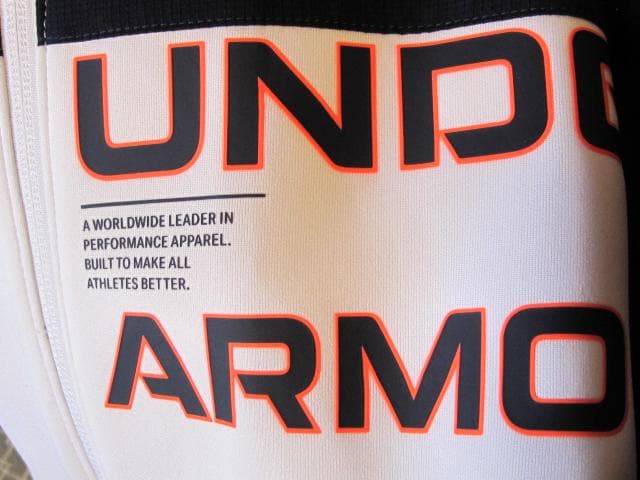 UND
A WORLDWIDE LEADER IN
PERFORMANCE APPAREL.
BUILT TO MAKE ALL
ATHLETES BETTER.
ARMO